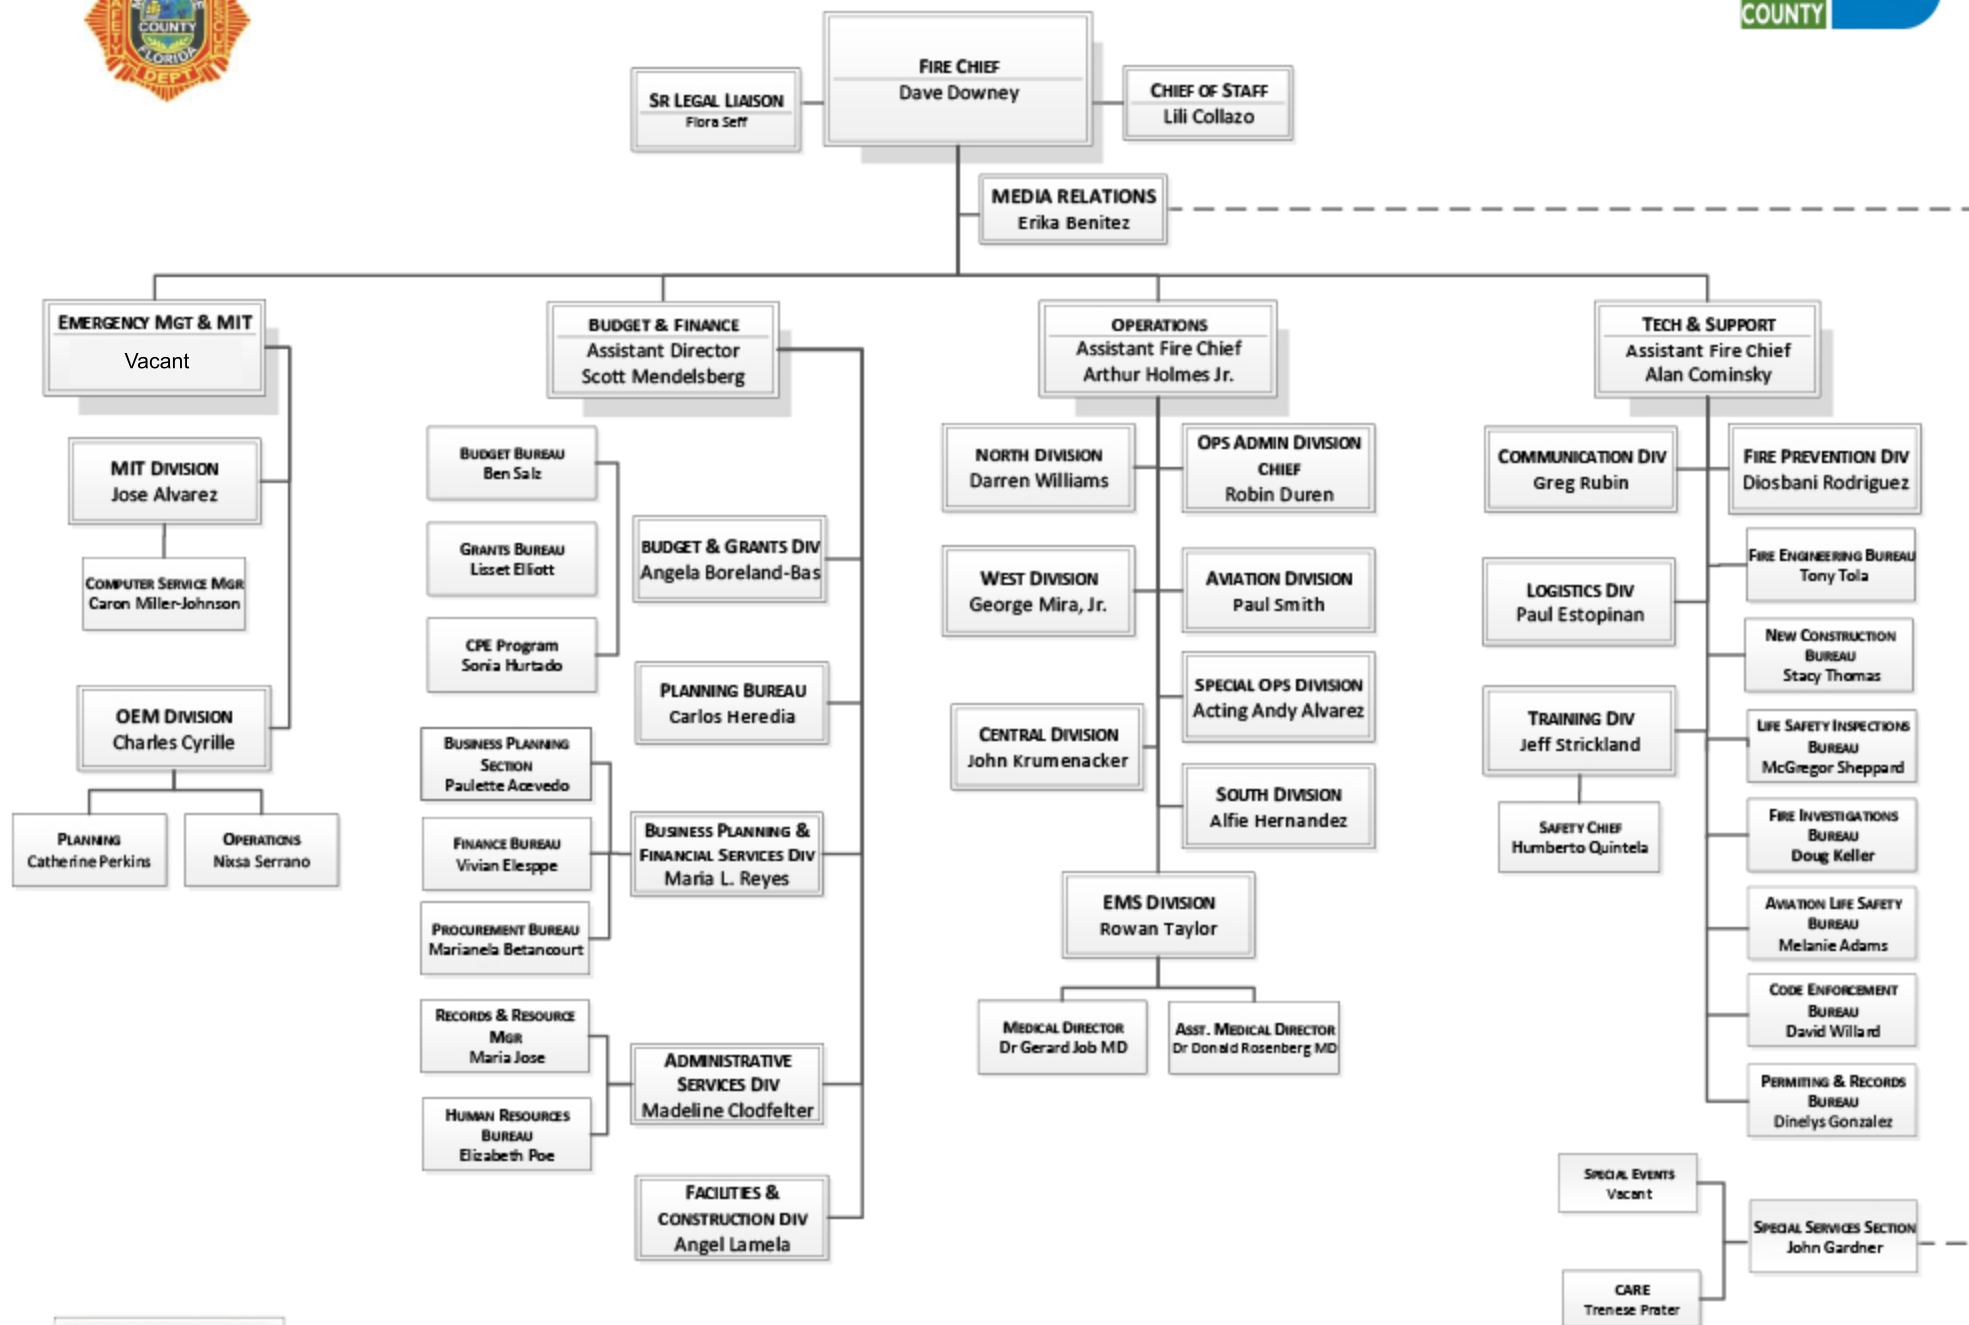 COUNTY
FLORIDA
DEPT
COUNTY
FIRE CHIEF
Dave Downey
SR LEGAL LIAISON
Flora Seff
CHIEF OF STAFF
Lili Collazo
MEDIA RELATIONS
Erika Benitez
EMERGENCY MGT & MIT
Vacant
MIT DIVISION
Jose Alvarez
COMPUTER SERVICE MGR
Caron Miller-Johnson
OEM DIVISION
Charles Cyrille
PLANNING
Catherine Perkins
OPERATIONS
Nixsa Serrano
BUDGET & FINANCE
Assistant Director
Scott Mendelsberg
BUDGET BUREAU
Ben Salz
GRANTS BUREAU
Lisset Elliott
CPE Program
Sonia Hurtado
BUDGET & GRANTS DIV
Angela Boreland-Bas
PLANNING BUREAU
Carlos Heredia
BUSINESS PLANNING
SECTION
Paulette Acevedo
FINANCE BUREAU
Vivian Elesppe
PROCUREMENT BUREAU
Marianela Betancourt
BUSINESS PLANNING &
FINANCIAL SERVICES DIV
Maria L. Reyes
RECORDS & RESOURCE
MGR
Maria Jose
HUMAN RESOURCES
BUREAU
Elizabeth Poe
ADMINISTRATIVE
SERVICES DIV
Madeline Clodfelter
FACILITIES &
CONSTRUCTION DIV
Angel Lamela
OPERATIONS
Assistant Fire Chief
Arthur Holmes Jr.
NORTH DIVISION
Darren Williams
OPS ADMIN DIVISION
CHIEF
Robin Duren
WEST DIVISION
George Mira, Jr.
AVIATION DIVISION
Paul Smith
SPECIAL OPS DIVISION
Acting Andy Alvarez
CENTRAL DIVISION
John Krumenacker
SOUTH DIVISION
Alfie Hernandez
EMS DIVISION
Rowan Taylor
MEDICAL DIRECTOR
Dr Gerard Job MD
ASST. MEDICAL DIRECTOR
Dr Donald Rosenberg MD
TECH & SUPPORT
Assistant Fire Chief
Alan Cominsky
COMMUNICATION DIV
Greg Rubin
FIRE PREVENTION DIV
Diosbani Rodriguez
FIRE ENGINEERING BUREAU
Tony Tola
LOGISTICS DIV
Paul Estopinan
NEW CONSTRUCTION
BUREAU
Stacy Thomas
TRAINING DIV
Jeff Strickland
LIFE SAFETY INSPECTIONS
BUREAU
McGregor Sheppard
SAFETY CHIEF
Humberto Quintela
FIRE INVESTIGATIONS
BUREAU
Doug Keller
AVIATION LIFE SAFETY
BUREAU
Melanie Adams
CODE ENFORCEMENT
BUREAU
David Willard
PERMITING & RECORDS
BUREAU
Dinelys Gonzalez
SPECIAL EVENTS
Vacant
SPECIAL SERVICES SECTION
John Gardner
CARE
Trenese Prater